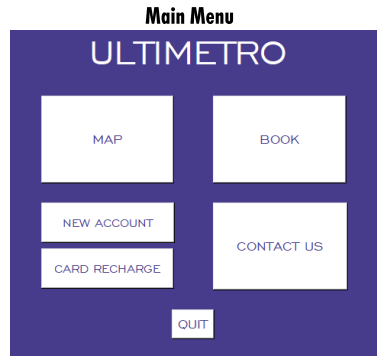 Main Menu
ULTIMETRO
MAP
BOOK
NEW ACCOUNT
CONTACT US
CARD RECHARGE
QUIT